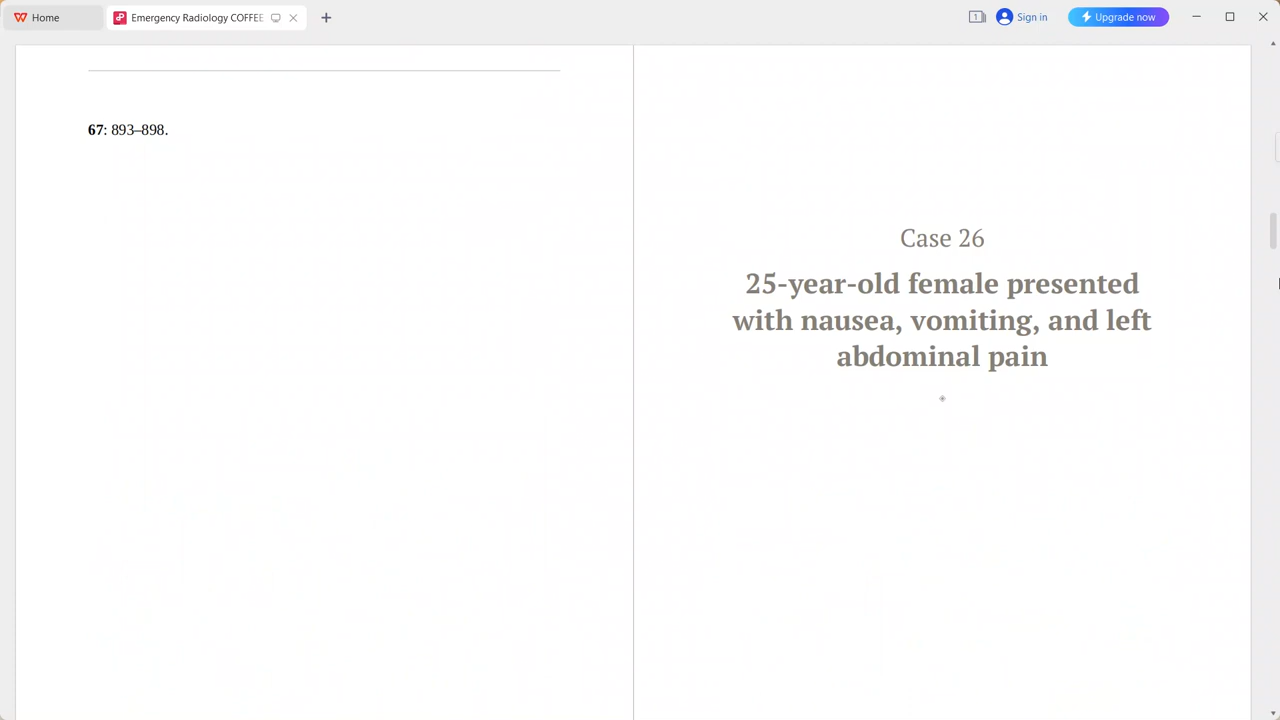 Home
Emergency Radiology COFFEE
1
Sign in
Upgrade now
67: 893–898.
Case 26
25-year-old female presented
with nausea, vomiting, and left
abdominal pain